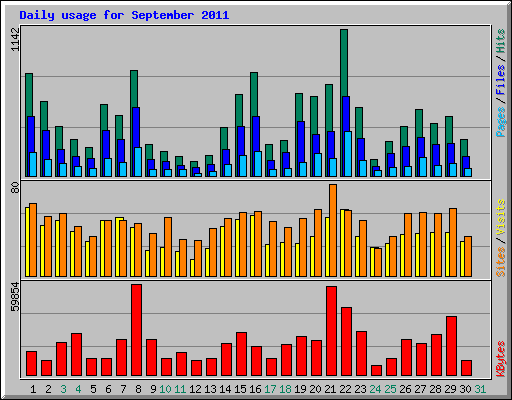 Daily usage for September 2011
1142
Pages / Files / Hits
80
Sites / Visits
59854
KBytes
1 2 3 4 5 6 7 8 9 10 11 12 13 14 15 16 17 18 19 20 21 22 23 24 25 26 27 28 29 30 31